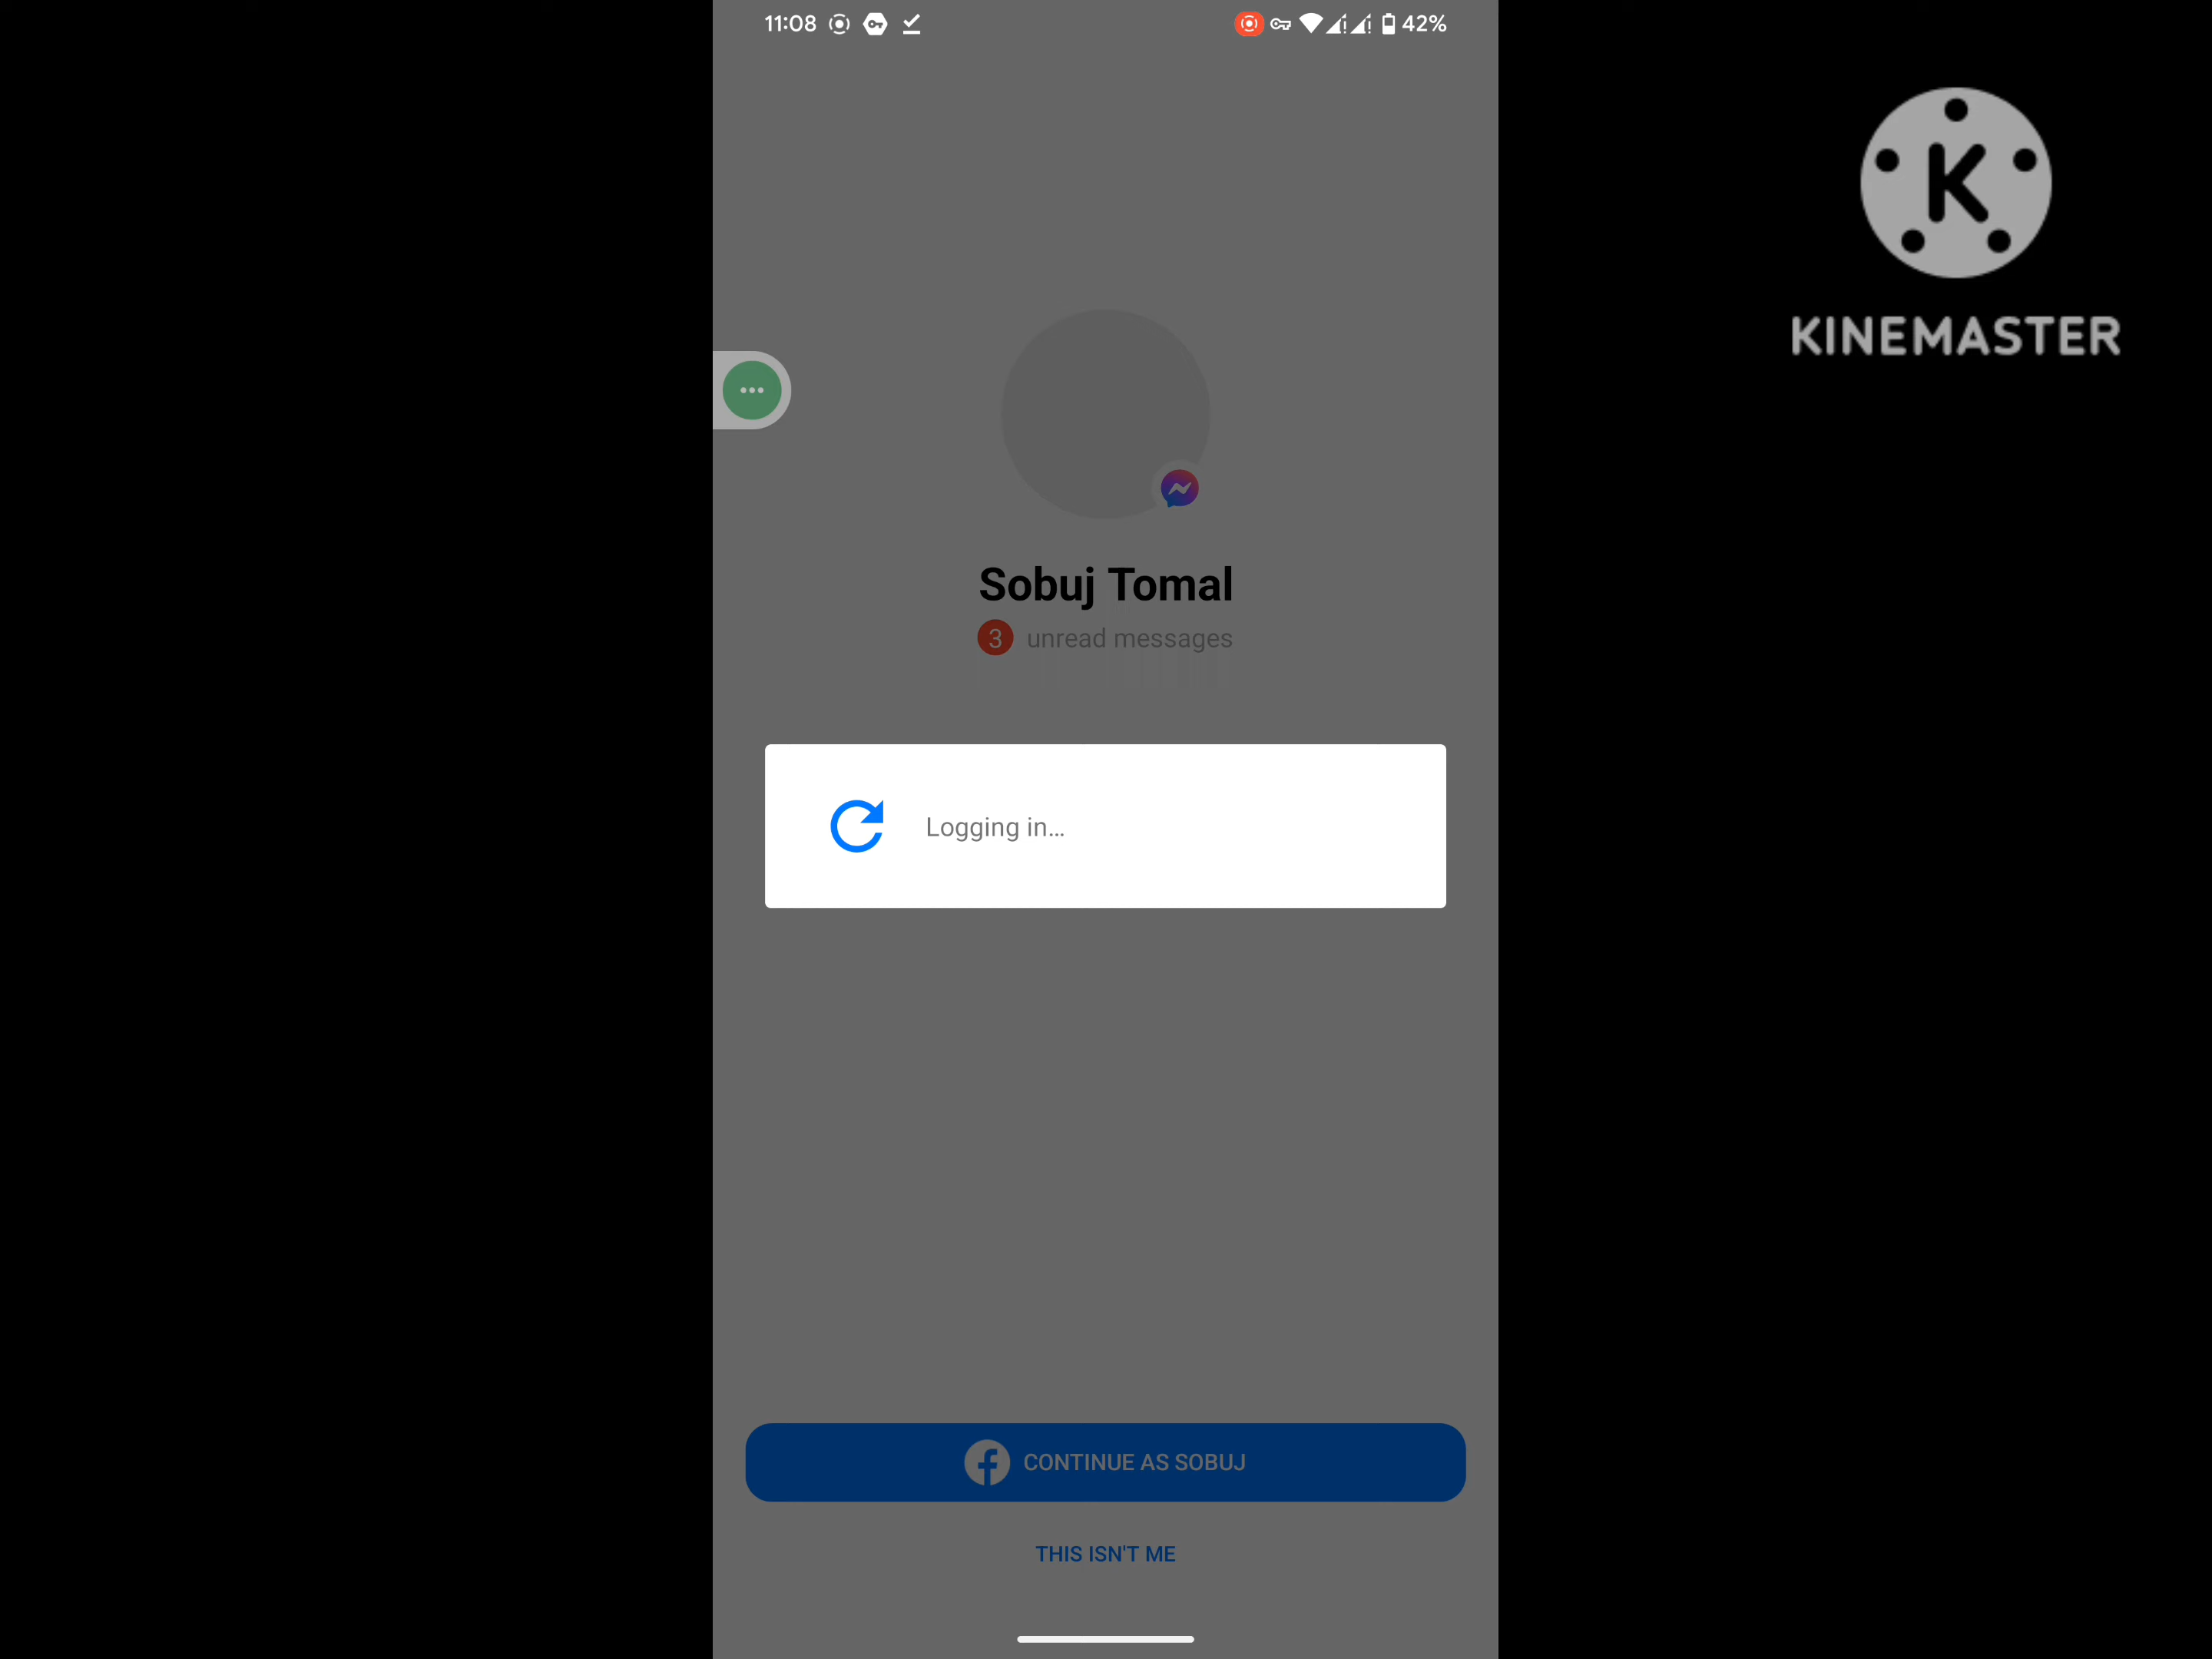 11:08
42%
KINEMASTER
Sobuj Tomal
3 unread messages
Logging in...
CONTINUE AS SOBUJ
THIS ISN'T ME